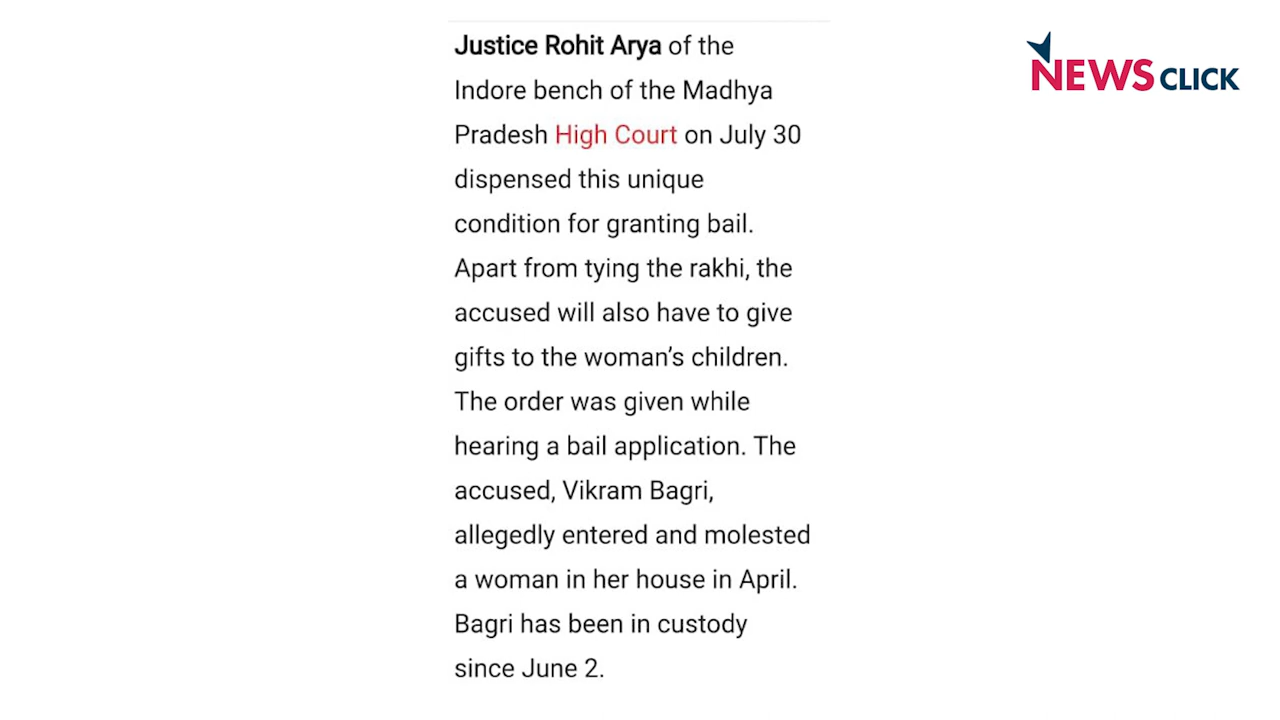 Justice Rohit Arya of the
Indore bench of the Madhya
Pradesh High Court on July 30
dispensed this unique
condition for granting bail.
Apart from tying the rakhi, the
accused will also have to give
gifts to the woman’s children.
The order was given while
hearing a bail application. The
accused, Vikram Bagri,
allegedly entered and molested
a woman in her house in April.
Bagri has been in custody
since June 2.
NEWS CLICK